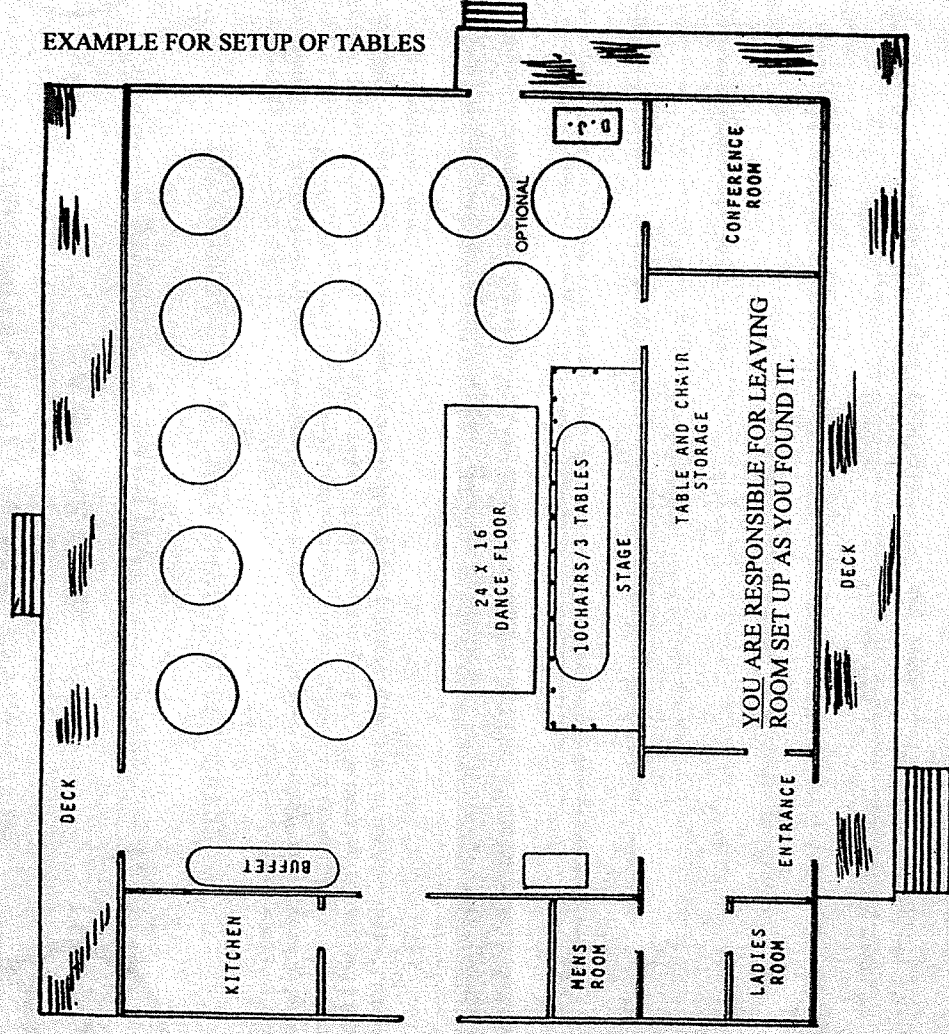 EXAMPLE FOR SETUP OF TABLES
D.J.
OPTIONAL
CONFERENCE
ROOM
24 X 16
DANCE FLOOR
10CHAIRS/3 TABLES
STAGE
TABLE AND CHAIR
STORAGE
YOU ARE RESPONSIBLE FOR LEAVING
ROOM SET UP AS YOU FOUND IT.
DECK
DECK
BUFFET
ENTRANCE
KITCHEN
MENS
ROOM
LADIES
ROOM